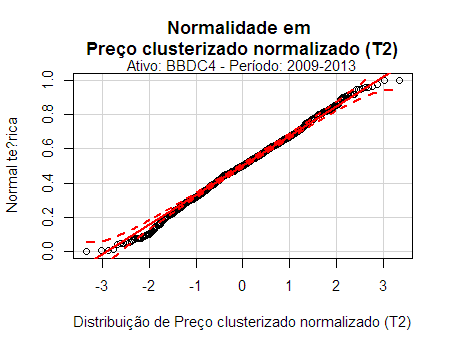 Normalidade em
Preço clusterizado normalizado (T2)
Ativo: BBDC4 - Período: 2009-2013
Normal te?rica
1.0
0.8
0.6
0.4
0.2
0.0
-3 -2 -1 0 1 2 3
Distribuição de Preço clusterizado normalizado (T2)